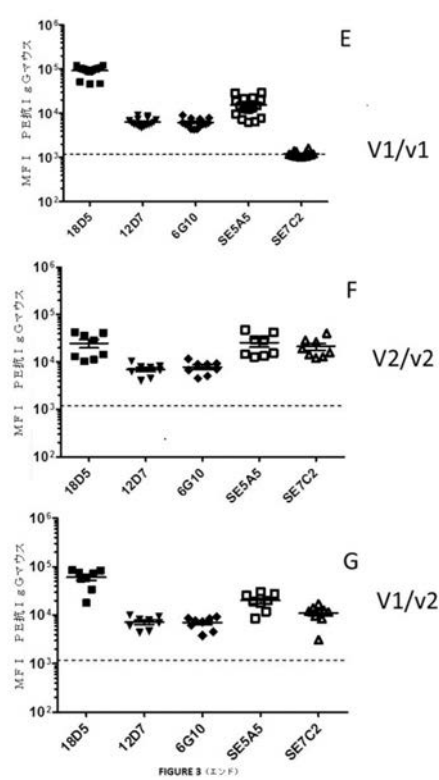 E
MFI PE抗IgGマウス
10⁶
10⁵
10⁴
10³
10²
18D5
12D7
6G10
SE5A5
SE7C2
V1/v1
F
MFI PE抗IgGマウス
10⁶
10⁵
10⁴
10³
10²
18D5
12D7
6G10
SE5A5
SE7C2
V2/v2
G
MFI PE抗IgGマウス
10⁶
10⁵
10⁴
10³
10²
18D5
12D7
6G10
SE5A5
SE7C2
V1/v2
FIGURE 3 (エンド)